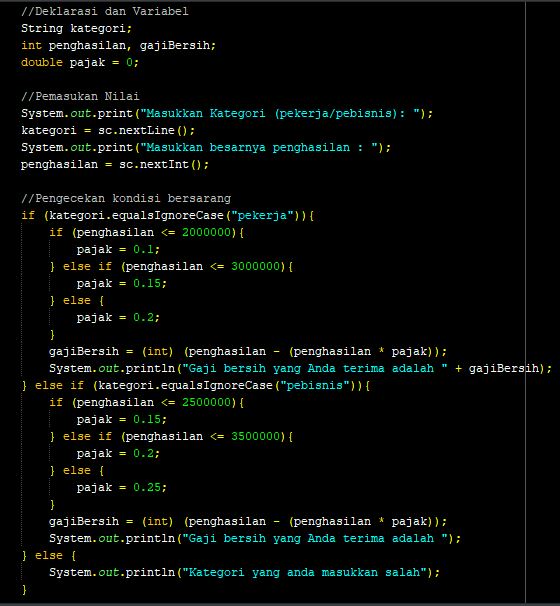 //Deklarasi dan Variabel
String kategori;
int penghasilan, gajiBersih;
double pajak = 0;

//Pemasukan Nilai
System.out.print("Masukkan Kategori (pekerja/pebisnis): ");
kategori = sc.nextLine();
System.out.print("Masukkan besarnya penghasilan : ");
penghasilan = sc.nextInt();

//Pengecekan kondisi bersarang
if (kategori.equalsIgnoreCase("pekerja")){
    if (penghasilan <= 2000000){
        pajak = 0.1;
    } else if (penghasilan <= 3000000){
        pajak = 0.15;
    } else {
        pajak = 0.2;
    }
    gajiBersih = (int) (penghasilan - (penghasilan * pajak));
    System.out.println("Gaji bersih yang Anda terima adalah " + gajiBersih);
} else if (kategori.equalsIgnoreCase("pebisnis")){
    if (penghasilan <= 2500000){
        pajak = 0.15;
    } else if (penghasilan <= 3500000){
        pajak = 0.2;
    } else {
        pajak = 0.25;
    }
    gajiBersih = (int) (penghasilan - (penghasilan * pajak));
    System.out.println("Gaji bersih yang Anda terima adalah ");
} else {
    System.out.println("Kategori yang anda masukkan salah");
}